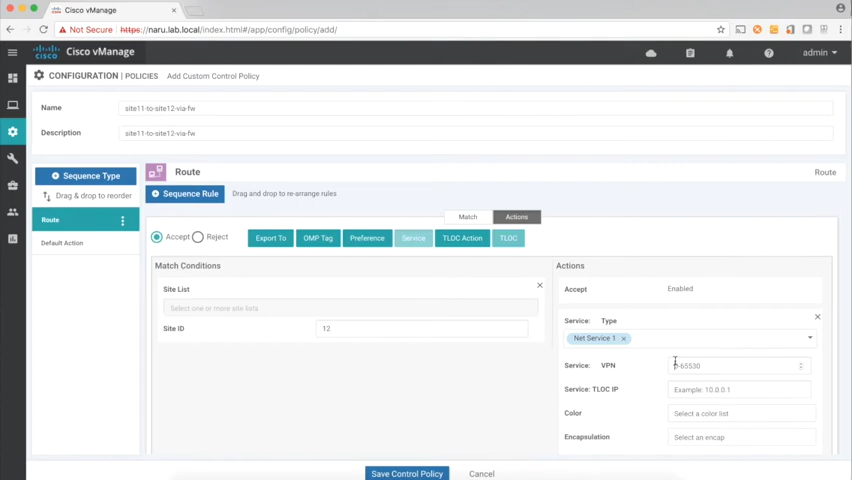 Cisco vManage
Not Secure https://naru.lab.local/index.html#/app/config/policy/add/
cisco Cisco vManage admin
CONFIGURATION | POLICIES Add Custom Control Policy
Name site11-to-site12-via-fw
Description site11-to-site12-via-fw
Sequence Type Route Route
Drag & drop to reorder Sequence Rule Drag and drop to re-arrange rules
Route Match Actions
Default Action Accept Reject Export To OMP Tag Preference Service TLOC Action TLOC
Match Conditions Actions
Site List Accept Enabled
Select one or more site lists Service: Type
Site ID 12 Net Service 1
Service: VPN 0-65530
Service: TLOC IP Example: 10.0.0.1
Color Select a color list
Encapsulation Select an encap
Save Control Policy Cancel